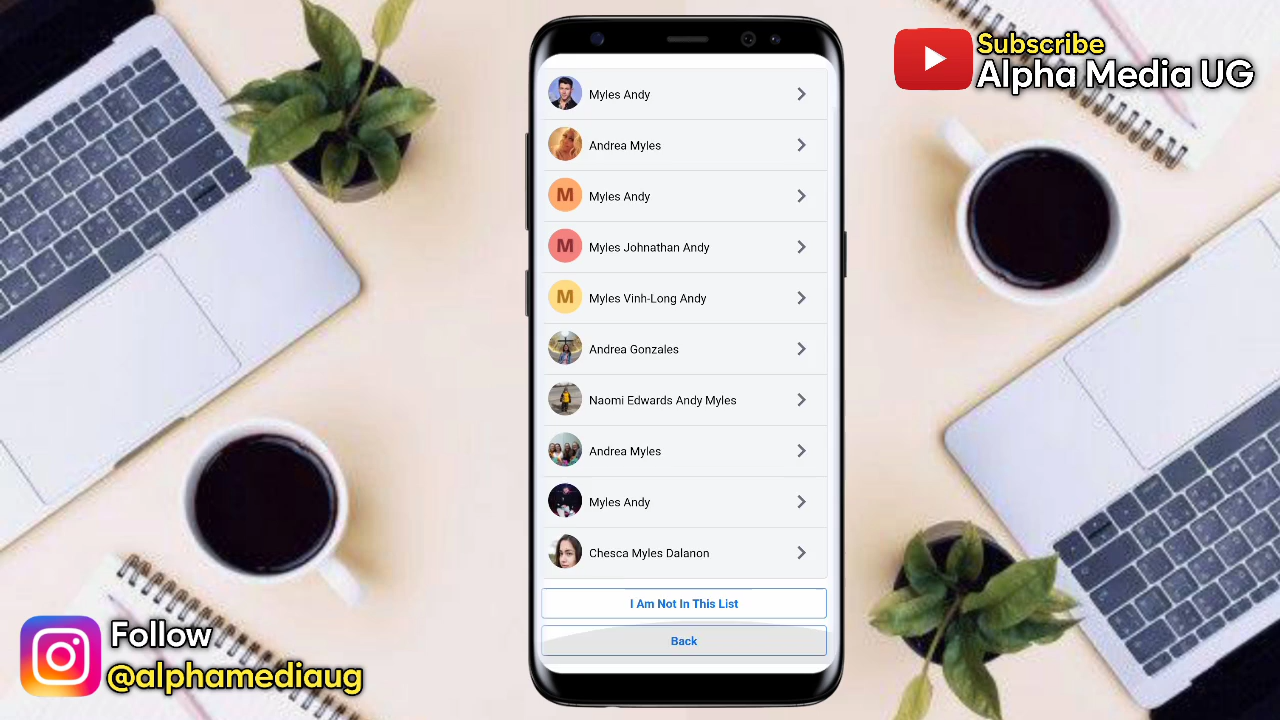 Subscribe
Alpha Media UG
Myles Andy
Andrea Myles
M Myles Andy
M Myles Johnathan Andy
M Myles Vinh-Long Andy
Andrea Gonzales
Naomi Edwards Andy Myles
Andrea Myles
Myles Andy
Chesca Myles Dalanon
I Am Not In This List
Back
Follow
@alphamediaug